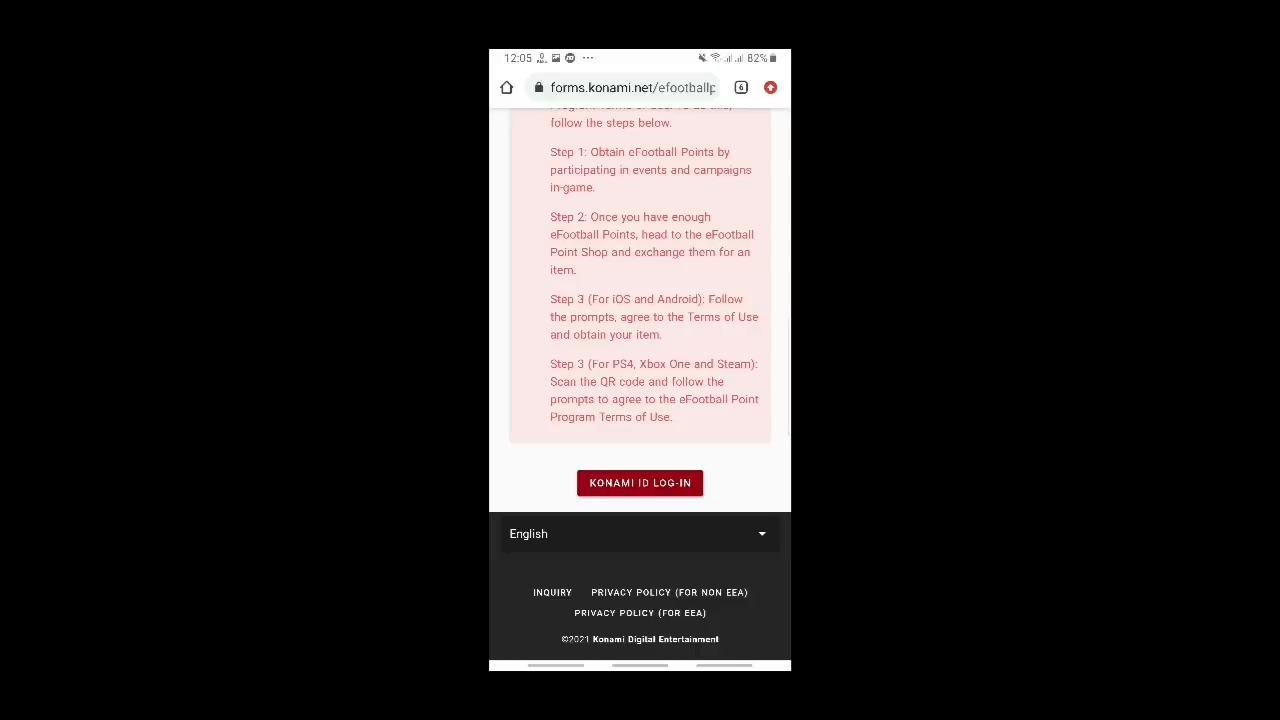 12:05 82%
forms.konami.net/efootballp 6
follow the steps below.
Step 1: Obtain eFootball Points by
participating in events and campaigns
in-game.
Step 2: Once you have enough
eFootball Points, head to the eFootball
Point Shop and exchange them for an
item.
Step 3 (For iOS and Android): Follow
the prompts, agree to the Terms of Use
and obtain your item.
Step 3 (For PS4, Xbox One and Steam):
Scan the QR code and follow the
prompts to agree to the eFootball Point
Program Terms of Use.
KONAMI ID LOG-IN
English
INQUIRY PRIVACY POLICY (FOR NON EEA)
PRIVACY POLICY (FOR EEA)
©2021 Konami Digital Entertainment